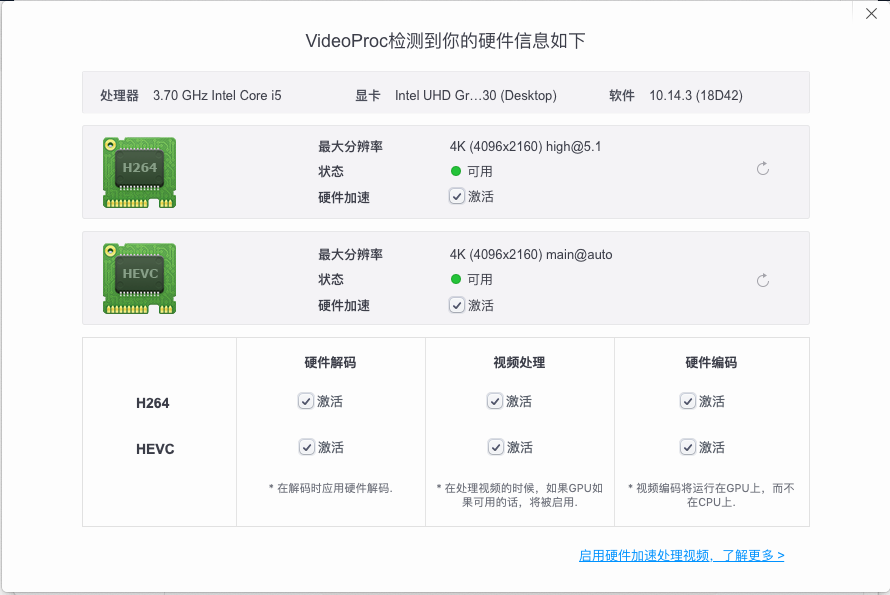 VideoProc检测到你的硬件信息如下
处理器 3.70 GHz Intel Core i5 显卡 Intel UHD Gr...30 (Desktop) 软件 10.14.3 (18D42)
H264
最大分辨率 4K (4096x2160) high@5.1
状态 可用
硬件加速 激活
HEVC
最大分辨率 4K (4096x2160) main@auto
状态 可用
硬件加速 激活
硬件解码 视频处理 硬件编码
H264 激活 激活 激活
HEVC 激活 激活 激活
* 在解码时应用硬件解码.
* 在处理视频的时候，如果GPU如
果可用的话，将被启用.
* 视频编码将运行在GPU上，而不
在CPU上.
启用硬件加速处理视频，了解更多 >